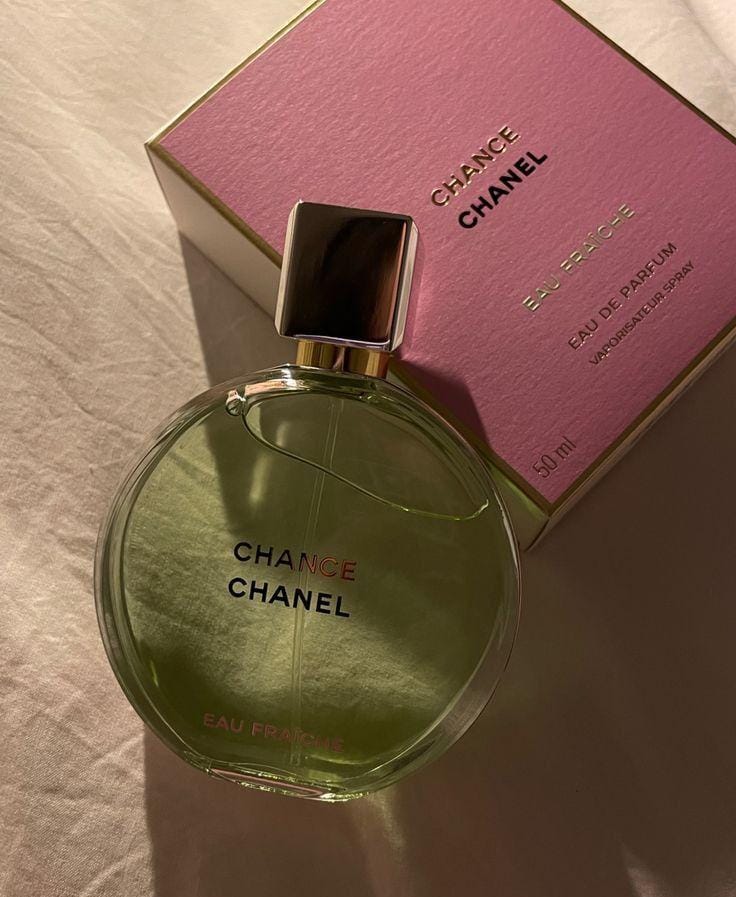 CHANCE
CHANEL
EAU FRAÎCHE
EAU DE PARFUM
VAPORISATEUR SPRAY
50 ml
CHANCE
CHANEL
EAU FRAÎCHE